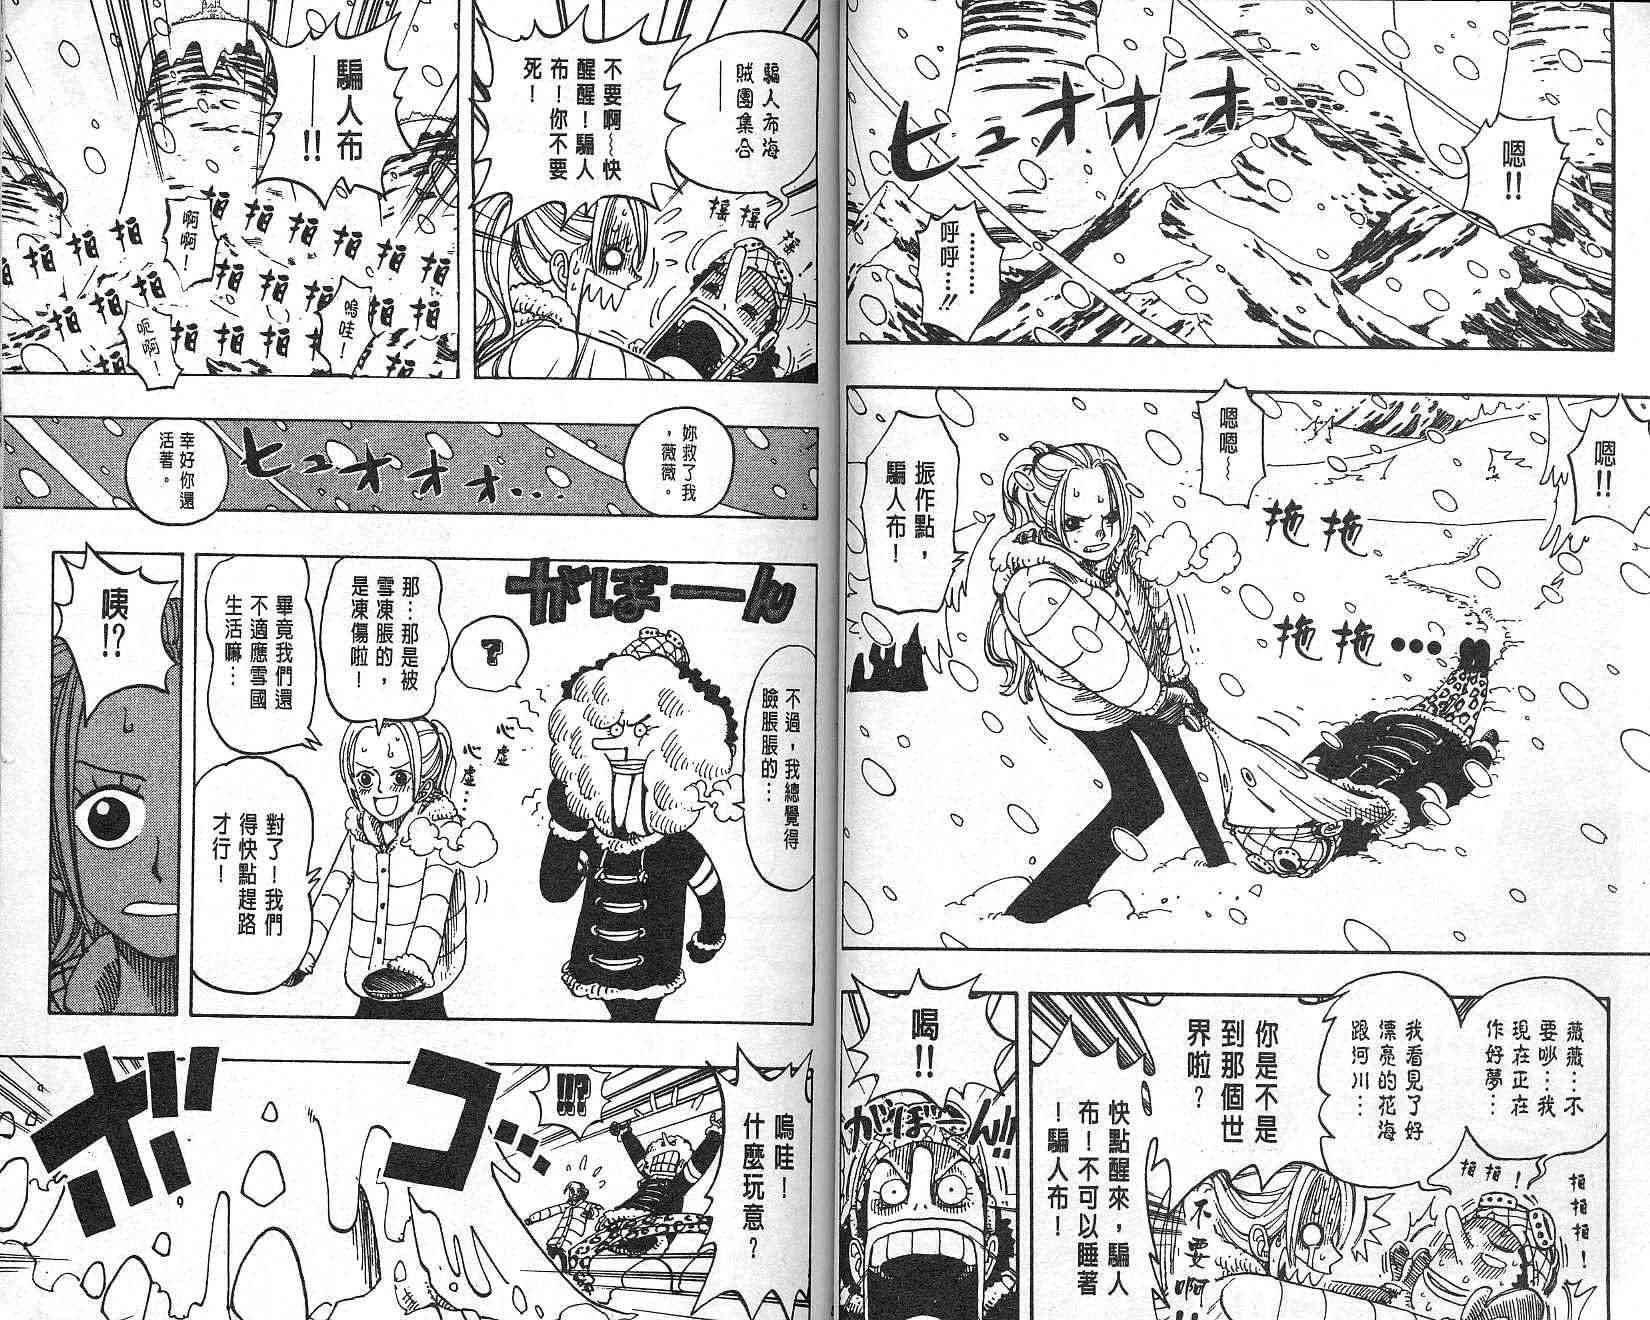 嗯!!
ヒュオオオオ
呼呼…!!
………
嗯!!
嗯嗯~
振作點，
騙人布！
拖 拖
拖 拖…
薇薇…不
要吵…我
現在正在
作好夢…
我看見了好
漂亮的花海
跟河川…
拍 拍！
拍 拍 拍！
你是不是
到那個世
界啦？
快點醒來，騙人
布！不可以睡著
！騙人布！
不要啊!!
喝!!
がぼーん!!
騙人布海
賊團集合
——
搖 搖 搖
不要啊~快
醒醒！騙人
布！你不要
死！
騙人布
——!!
拍 拍 拍 拍 拍 拍
拍 拍 拍 拍
拍 拍 拍 拍 拍
拍 拍 拍 拍 拍
啊啊！
嗚哇！
呃啊！
妳救了我
，薇薇。
ヒュオオオ…
幸好你還
活著。
がぼーん
不過，我總覺得
臉脹脹的…
?
心虛
心虛…
那…那是被
雪凍脹的，
是凍傷啦！
畢竟我們還
不適應雪國
生活嘛…
對了！我們
得快點趕路
才行！
咦!?
嗚哇！
什麼玩意？
!!?
ボコッ